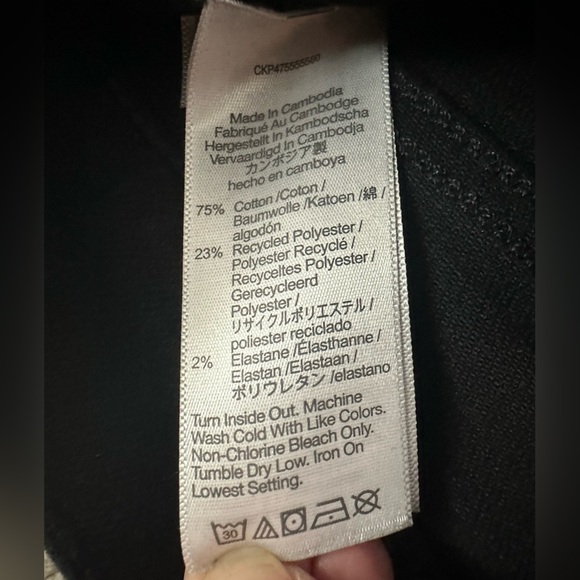 CKP475555560
Made In Cambodia
Fabriqué Au Cambodge
Hergestellt In Kambodscha
Vervaardigd In Cambodja
カンボジア製
hecho en camboya
75% Cotton /Coton /
Baumwolle /Katoen /綿 /
algodón
23% Recycled Polyester /
Polyester Recyclé /
Recyceltes Polyester /
Gerecycleerd
Polyester /
リサイクルポリエステル /
poliester reciclado
2% Elastane /Élasthanne /
Elastan /Elastaan /
ポリウレタン /elastano
Turn Inside Out. Machine
Wash Cold With Like Colors.
Non-Chlorine Bleach Only.
Tumble Dry Low. Iron On
Lowest Setting.
30